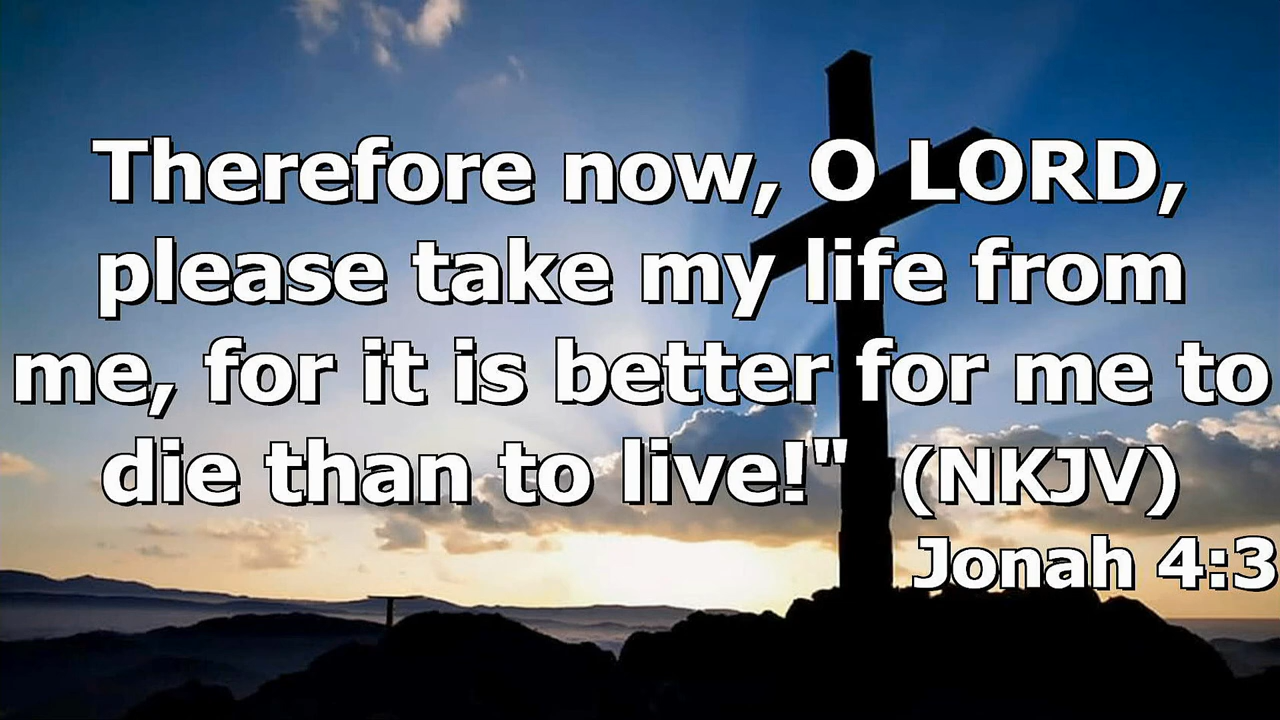 Therefore now, O LORD,
please take my life from
me, for it is better for me to
die than to live!" (NKJV)
Jonah 4:3